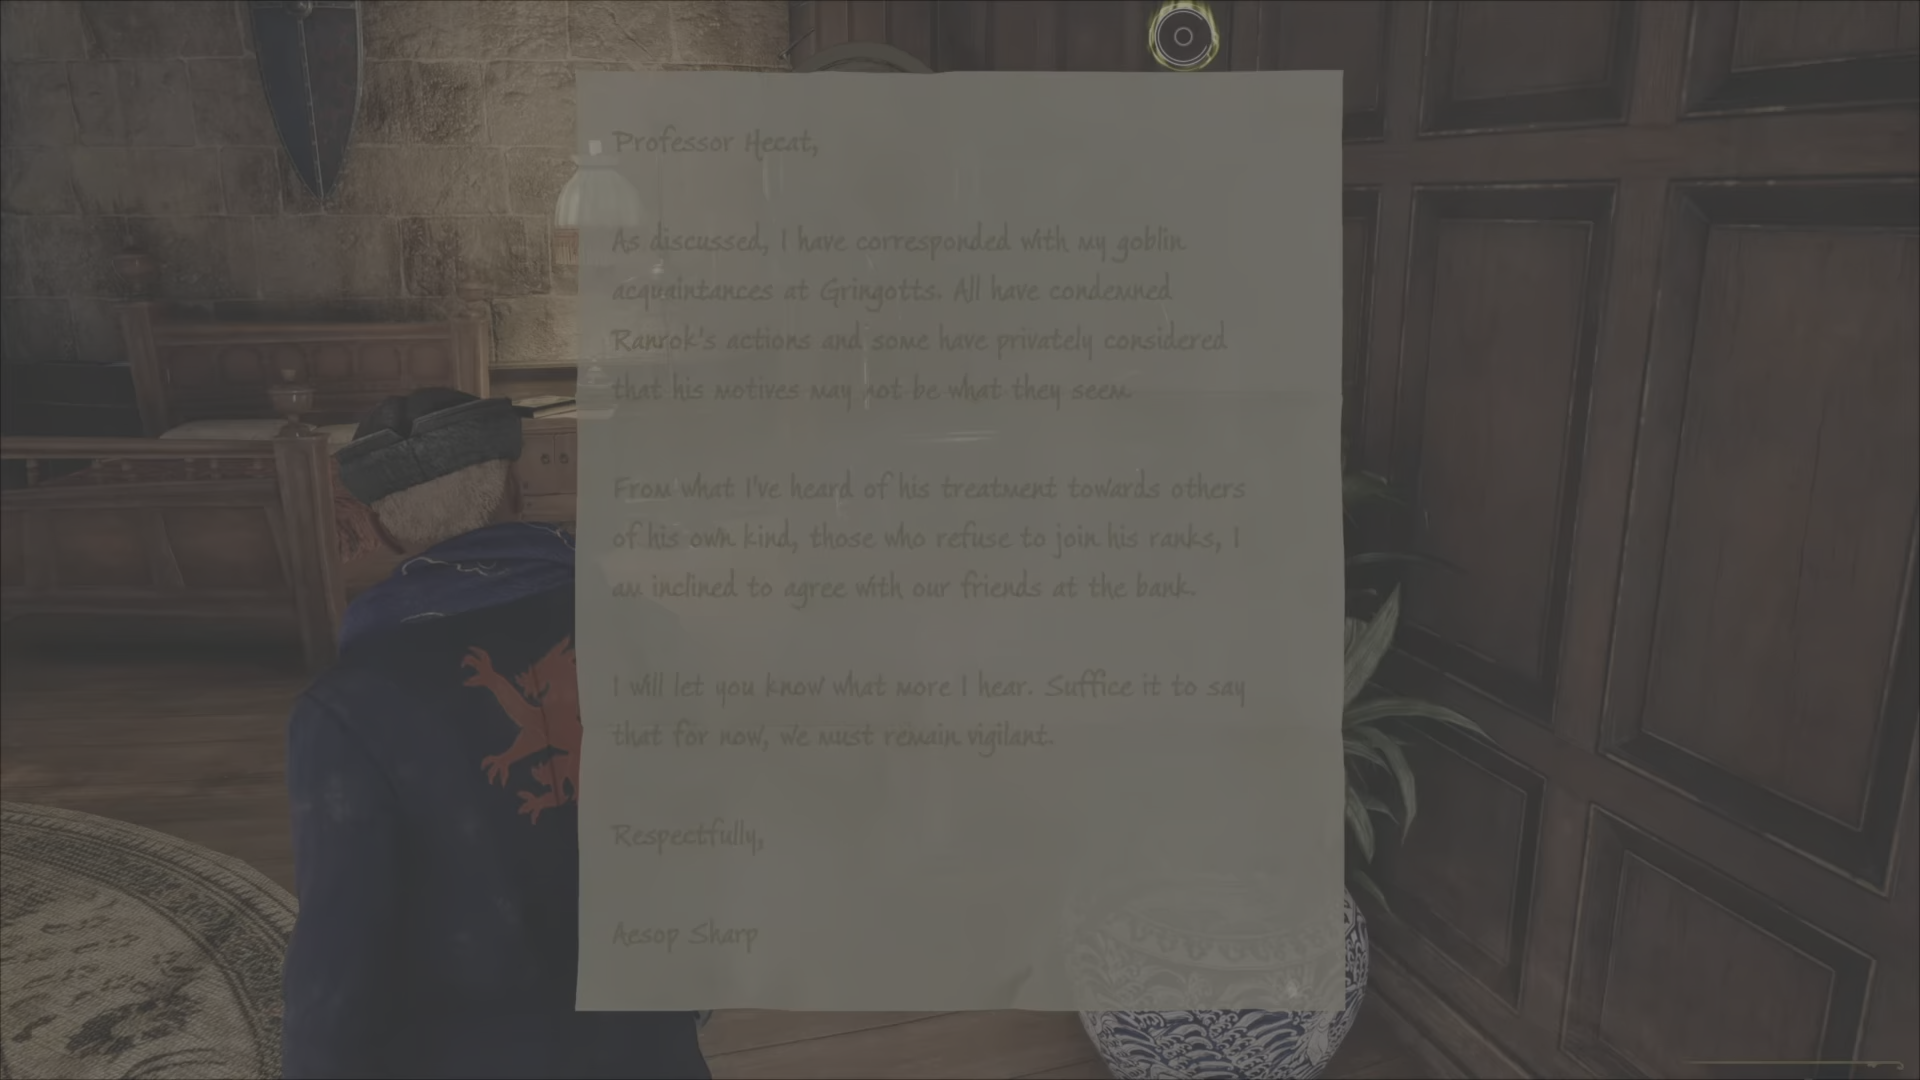 Professor Hecat,
As discussed, I have corresponded with my goblin
acquaintances at Gringotts. All have condemned
Ranrok's actions and some have privately considered
that his motives may not be what they seem.
From what I've heard of his treatment towards others
of his own kind, those who refuse to join his ranks, I
am inclined to agree with our friends at the bank.
I will let you know what more I hear. Suffice it to say
that for now, we must remain vigilant.
Respectfully,
Aesop Sharp